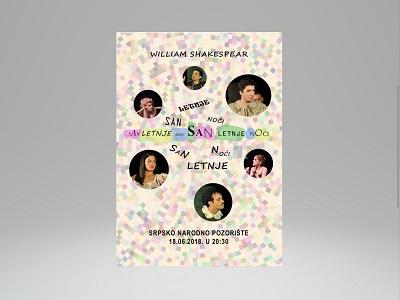 WILLIAM SHAKESPEAR
LETNJE
SAN NOĆI
SAN LETNJE NOĆI SAN LETNJE NOĆI
SAN NOĆI
LETNJE
SRPSKO NARODNO POZORIŠTE
18.06.2018. U 20:30